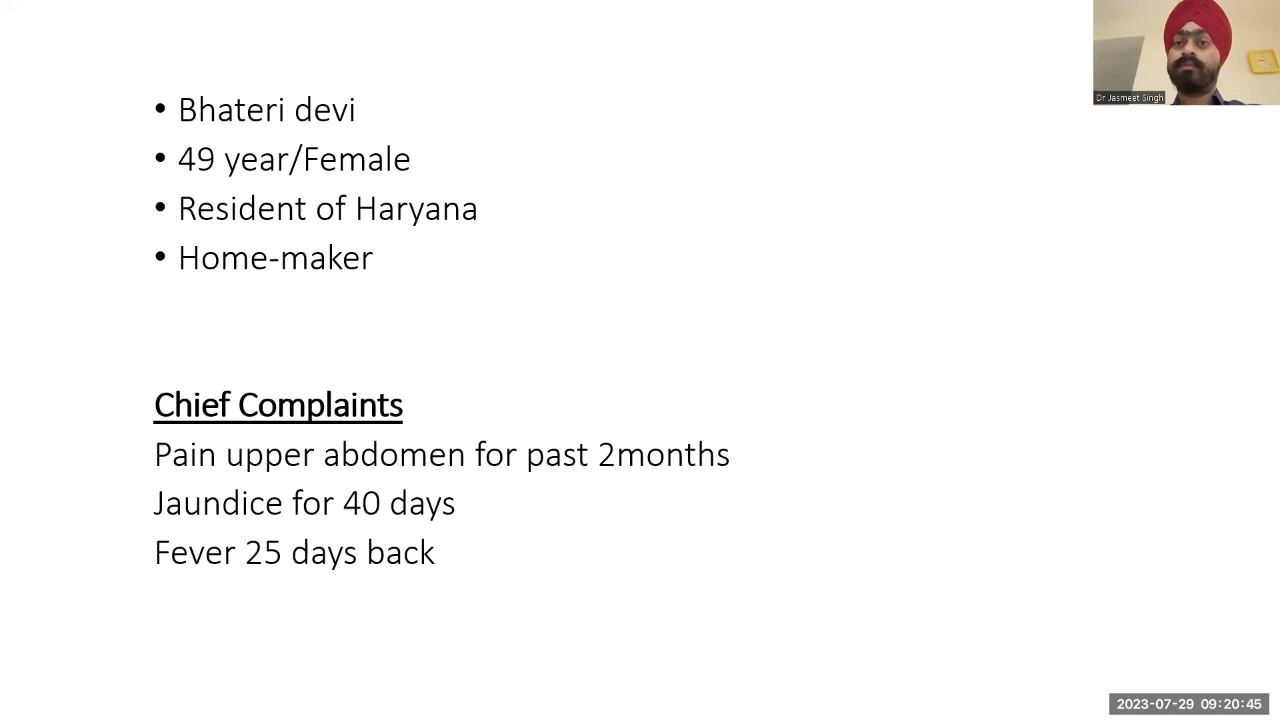 • Bhateri devi
• 49 year/Female
• Resident of Haryana
• Home-maker
Chief Complaints
Pain upper abdomen for past 2months
Jaundice for 40 days
Fever 25 days back
Dr Jasmeet Singh
2023-07-29 09:20:45